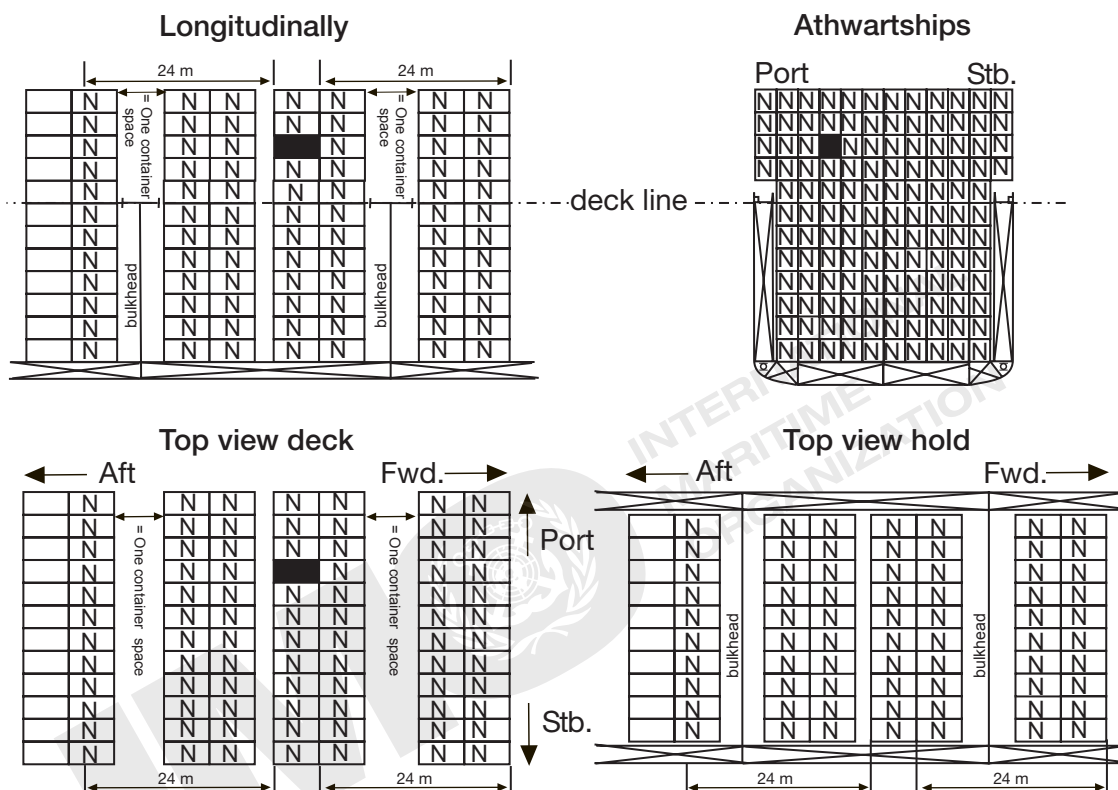 Longitudinally
24 m
24 m
N N N N N N N
N N N N N N N
N N N N N N
N N N N N N N
N N N N N N N
N N N N N N N
N N N N N N N
N N N N N N N
N N N N N N N
N N N N N N N
N N N N N N N
N N N N N N N
= One container
space
= One container
space
bulkhead
bulkhead
deck line
Athwartships
Port Stb.
N N N N N N N N N N N N
N N N N N N N N N N N N
N N N N N N N N N N N
N N N N N N N N N N N N
N N N N N N N N N N
N N N N N N N N N N
N N N N N N N N N N
N N N N N N N N N N
N N N N N N N N N N
N N N N N N N N N N
N N N N N N N N N N
N N N N N N N N N N
Top view deck
Aft Fwd.
N N N N N N N
N N N N N N N
N N N N N N N
N N N N N N
N N N N N N N
N N N N N N N
N N N N N N N
N N N N N N N
N N N N N N N
N N N N N N N
N N N N N N N
N N N N N N N
= One container space
= One container space
Port
Stb.
24 m
24 m
Top view hold
Aft Fwd.
N N N N N N N
N N N N N N N
N N N N N N N
N N N N N N N
N N N N N N N
N N N N N N N
N N N N N N N
N N N N N N N
N N N N N N N
N N N N N N N
bulkhead
bulkhead
24 m
24 m
MARITIME
ORGANIZATION